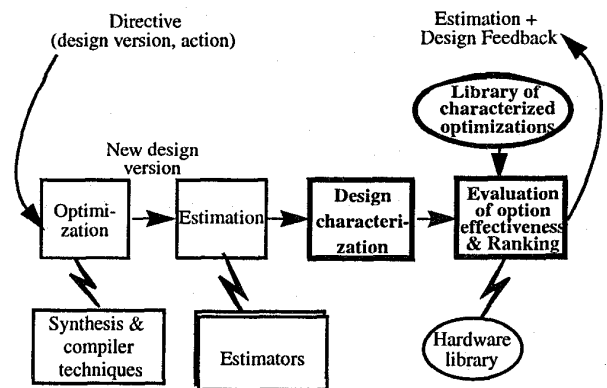 Directive
(design version, action)
Estimation +
Design Feedback
Library of
characterized
optimizations
New design
version
Optimi-
zation
Estimation
Design
characteri-
zation
Evaluation
of option
effectiveness
& Ranking
Synthesis &
compiler
techniques
Estimators
Hardware
library